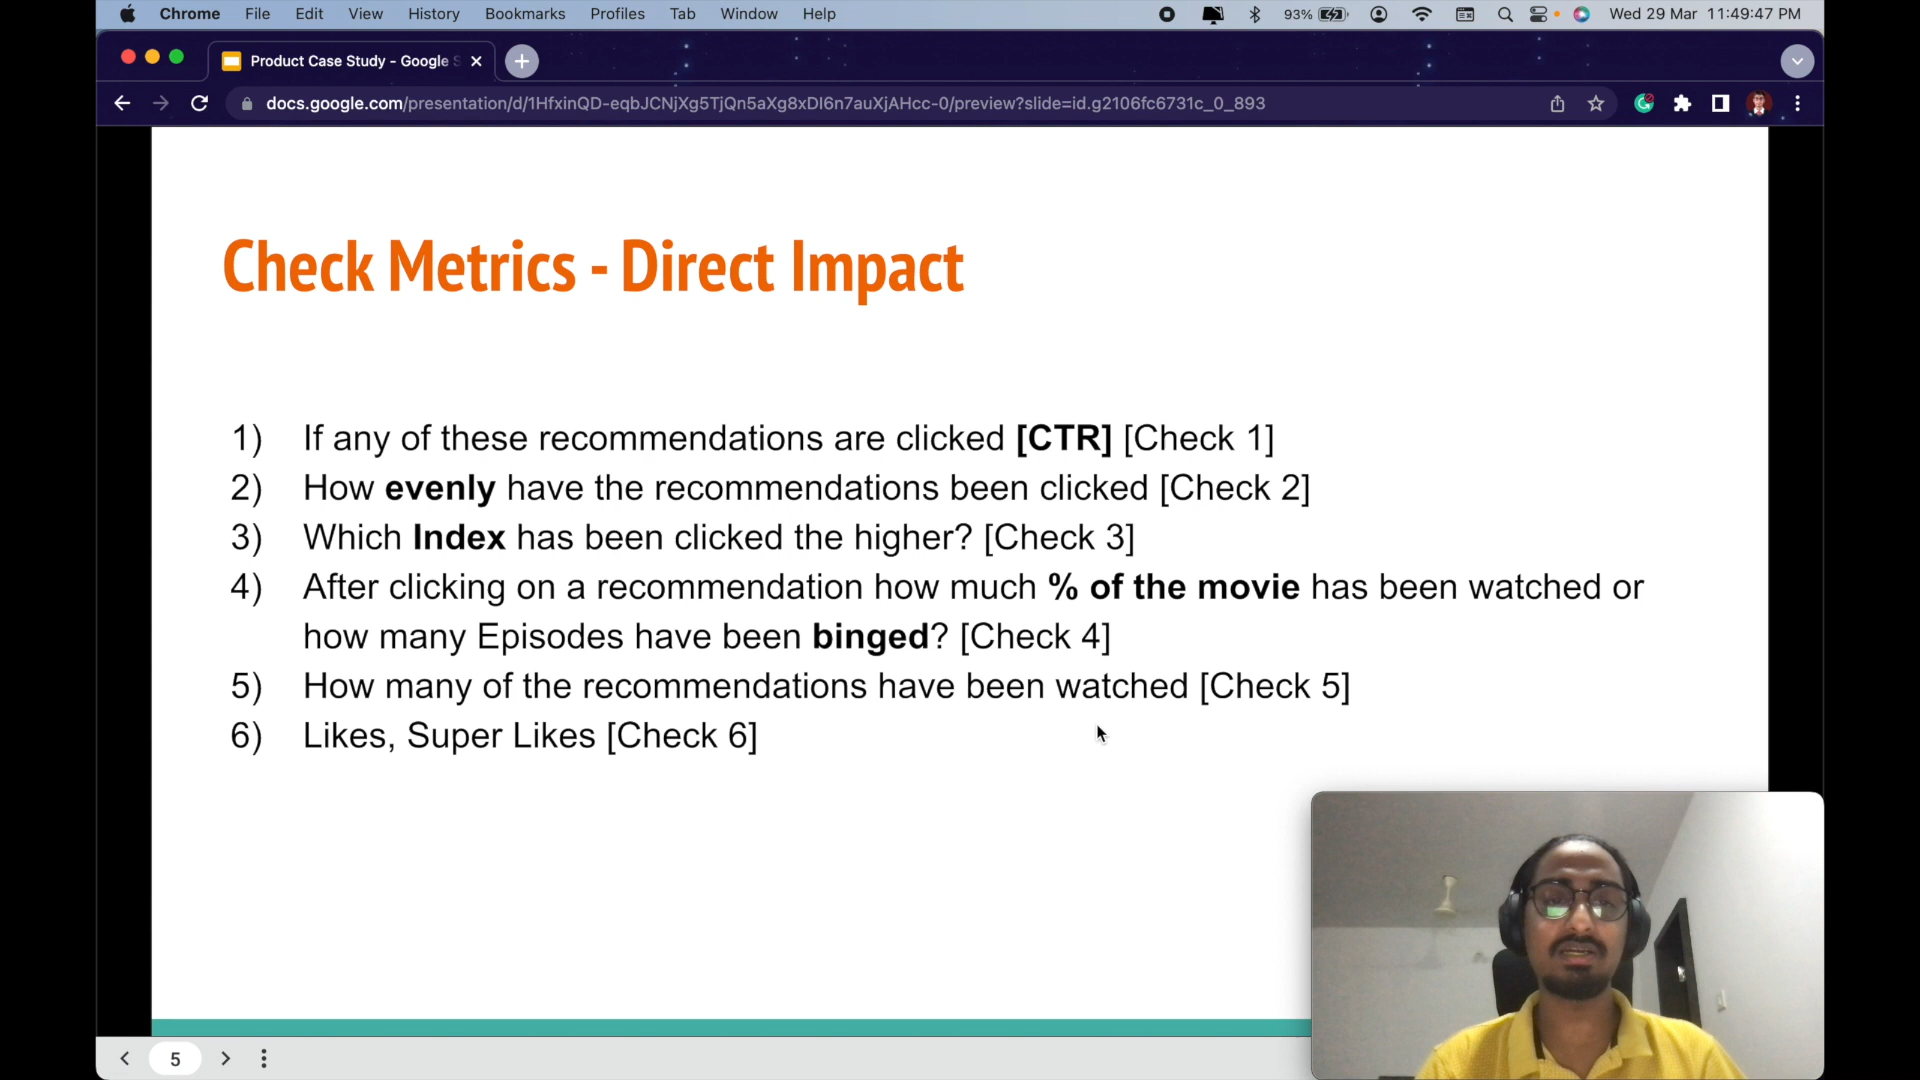 Chrome File Edit View History Bookmarks Profiles Tab Window Help 93% Wed 29 Mar 11:49:47 PM
Product Case Study - Google S
docs.google.com/presentation/d/1HfxinQD-eqbJCNjXg5TjQn5aXg8xDI6n7auXjAHcc-0/preview?slide=id.g2106fc6731c_0_893
Check Metrics - Direct Impact
1) If any of these recommendations are clicked [CTR] [Check 1]
2) How evenly have the recommendations been clicked [Check 2]
3) Which Index has been clicked the higher? [Check 3]
4) After clicking on a recommendation how much % of the movie has been watched or
how many Episodes have been binged? [Check 4]
5) How many of the recommendations have been watched [Check 5]
6) Likes, Super Likes [Check 6]
5